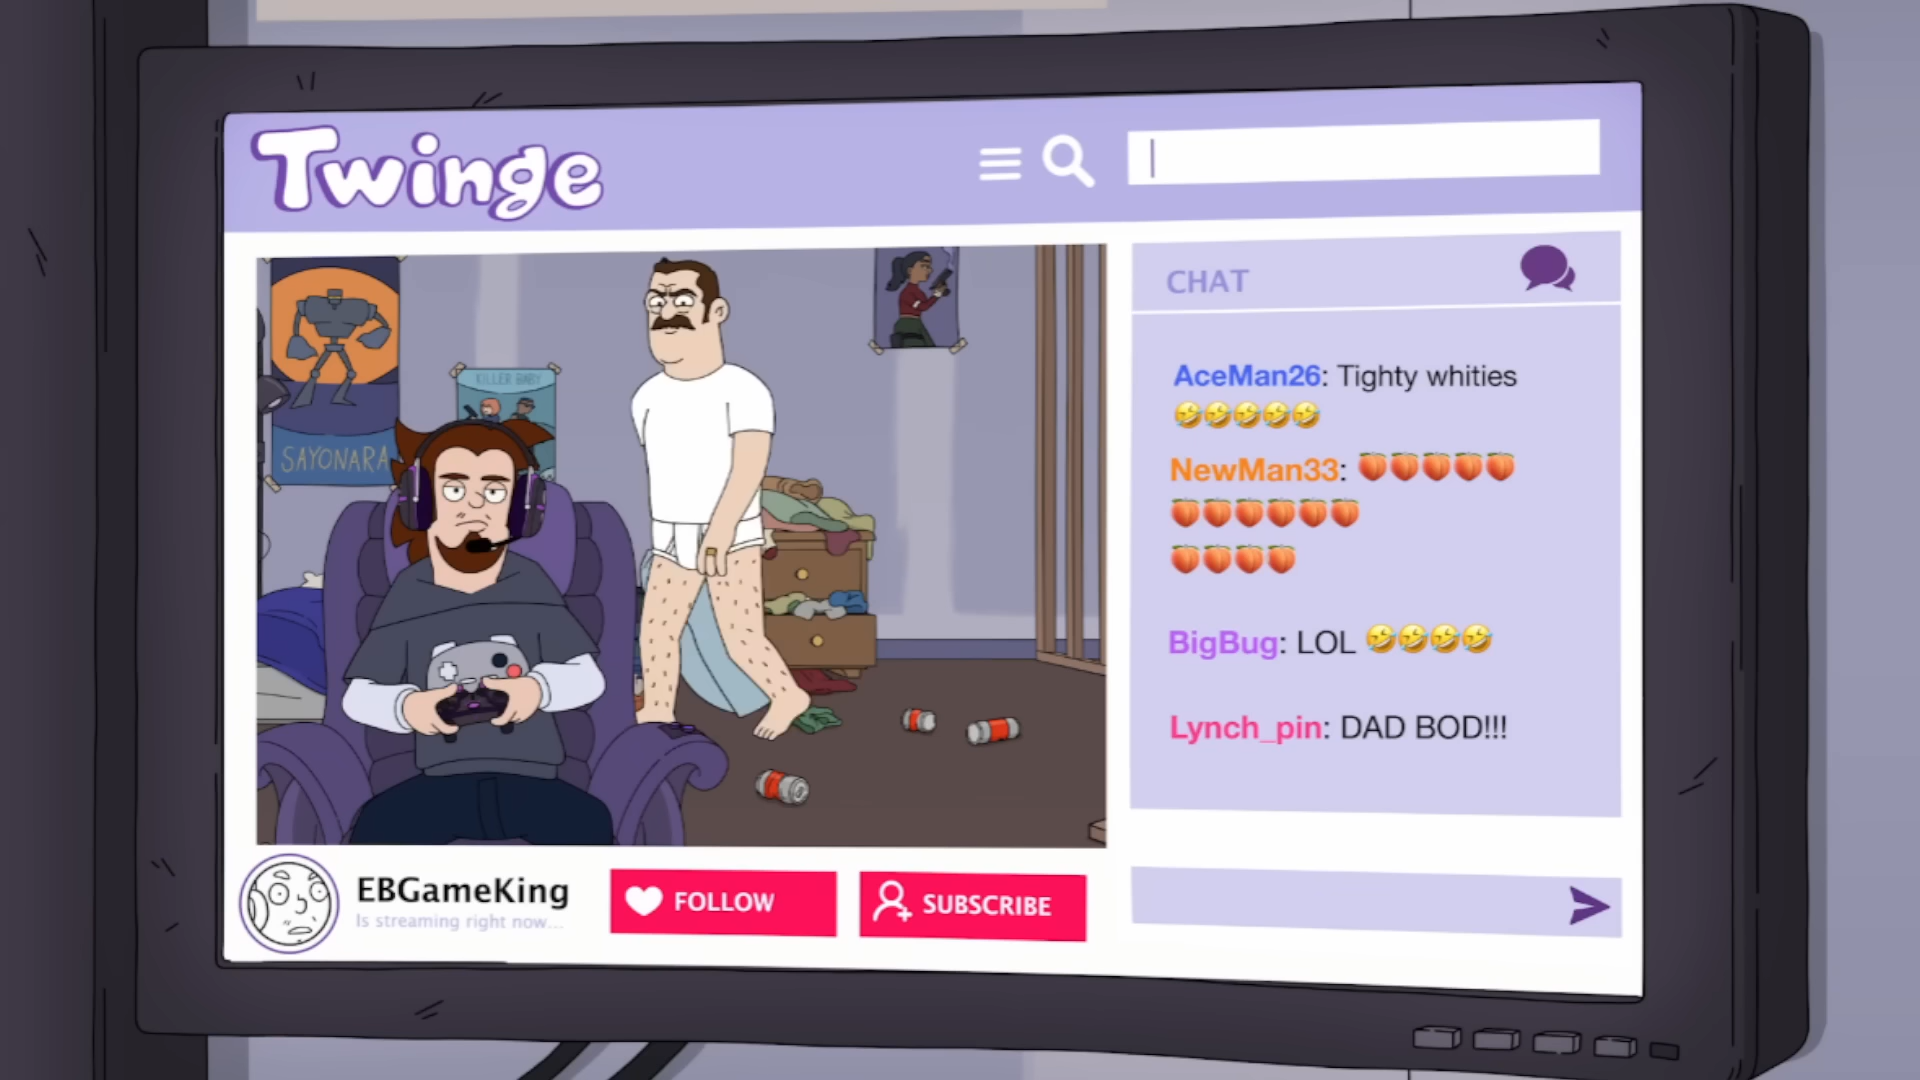 Twinge
SAYONARA
KILLER BABY
CHAT
AceMan26: Tighty whities
🤣🤣🤣🤣🤣
NewMan33: 🍑🍑🍑🍑🍑
🍑🍑🍑🍑🍑🍑
🍑🍑🍑🍑
BigBug: LOL 🤣🤣🤣🤣
Lynch_pin: DAD BOD!!!
EBGameKing
Is streaming right now...
FOLLOW
SUBSCRIBE